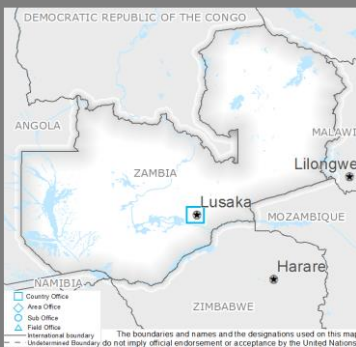 DEMOCRATIC REPUBLIC OF THE CONGO
ANGOLA
MALAWI
ZAMBIA
Lilongwe
Lusaka
MOZAMBIQUE
Harare
NAMIBIA
ZIMBABWE
Country Office
Area Office
Sub Office
Field Office
International boundary
Undetermined Boundary
The boundaries and names and the designations used on this map
do not imply official endorsement or acceptance by the United Nations